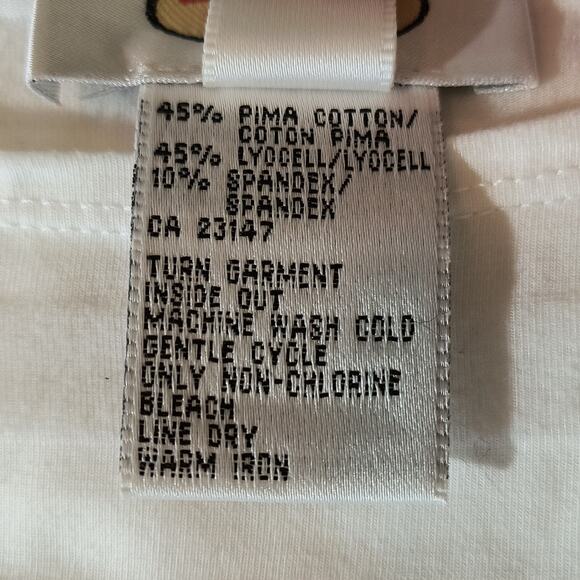 45% PIMA COTTON/
COTON PIMA
45% LYOCELL/LYOCELL
10% SPANDEX/
SPANDEX
CA 23147
TURN GARMENT
INSIDE OUT
MACHINE WASH COLD
GENTLE CYCLE
ONLY NON-CHLORINE
BLEACH
LINE DRY
WARM IRON